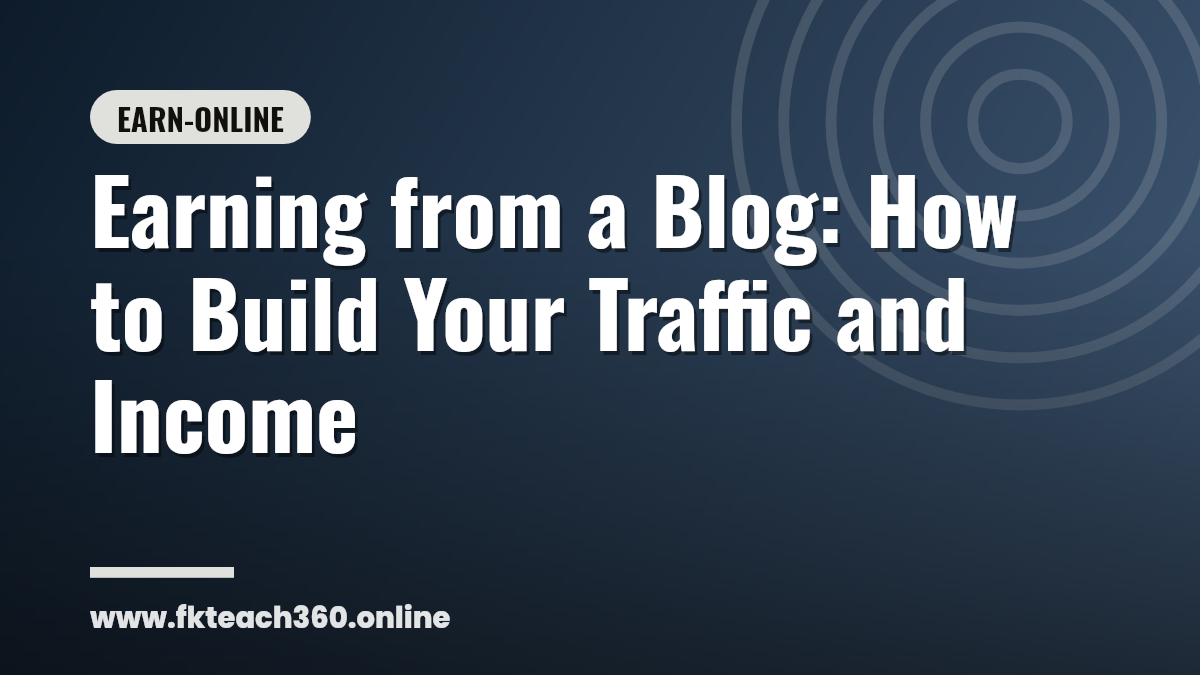 EARN-ONLINE
Earning from a Blog: How
to Build Your Traffic and
Income
www.fkteach360.online